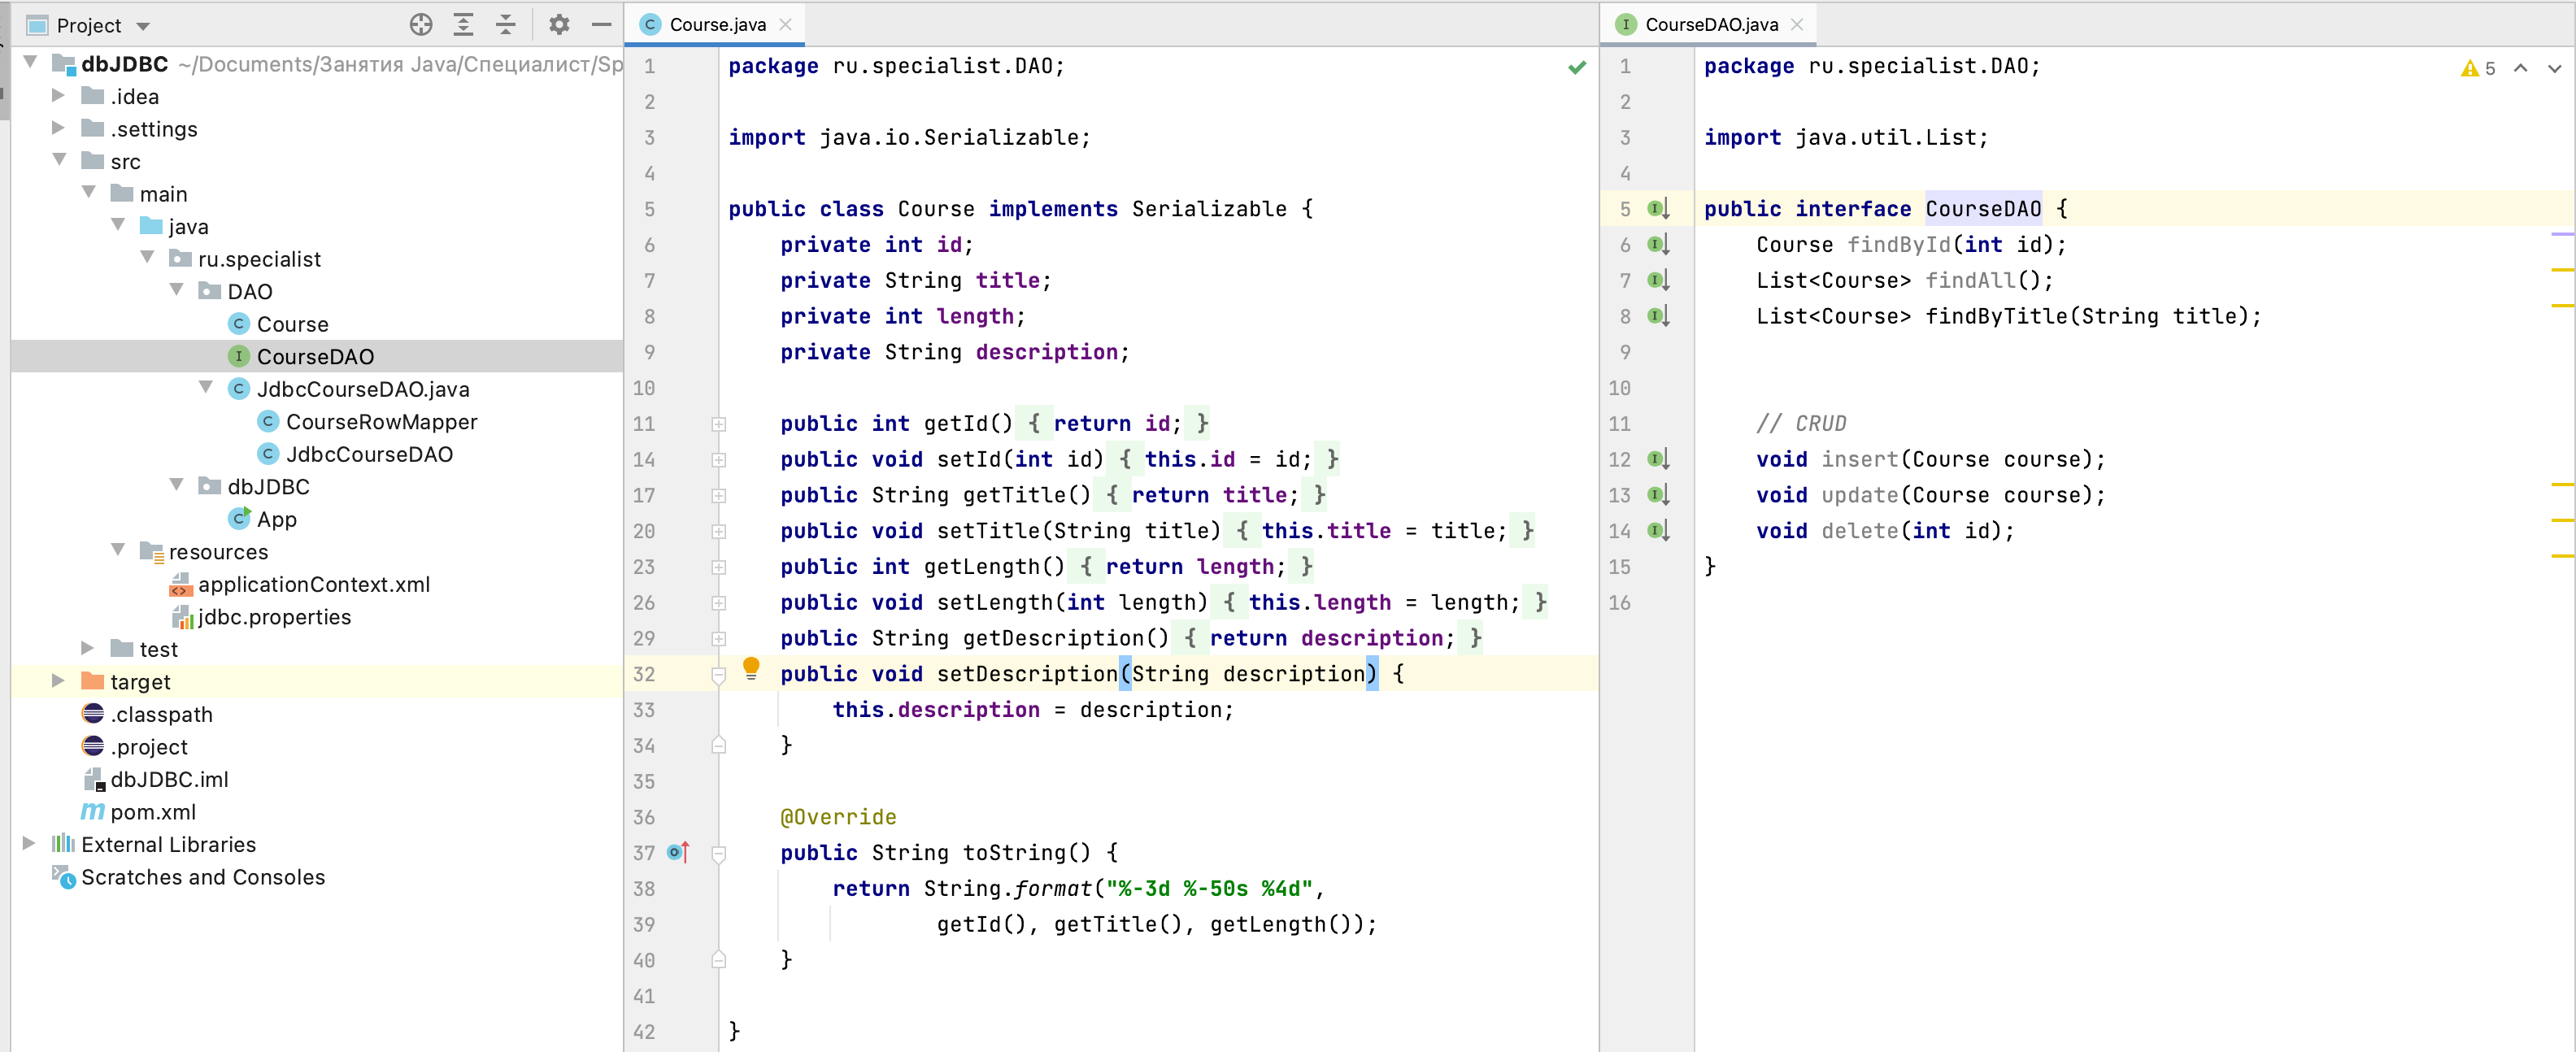 Project
dbJDBC ~/Documents/Занятия Java/Специалист/Sp
.idea
.settings
src
main
java
ru.specialist
DAO
Course
CourseDAO
JdbcCourseDAO.java
CourseRowMapper
JdbcCourseDAO
dbJDBC
App
resources
applicationContext.xml
jdbc.properties
test
target
.classpath
.project
dbJDBC.iml
pom.xml
External Libraries
Scratches and Consoles
Course.java
1 package ru.specialist.DAO;
2
3 import java.io.Serializable;
4
5 public class Course implements Serializable {
6 private int id;
7 private String title;
8 private int length;
9 private String description;
10
11 public int getId() { return id; }
14 public void setId(int id) { this.id = id; }
17 public String getTitle() { return title; }
20 public void setTitle(String title) { this.title = title; }
23 public int getLength() { return length; }
26 public void setLength(int length) { this.length = length; }
29 public String getDescription() { return description; }
32 public void setDescription(String description) {
33 this.description = description;
34 }
35
36 @Override
37 public String toString() {
38 return String.format("%-3d %-50s %4d",
39 getId(), getTitle(), getLength());
40 }
41
42 }
CourseDAO.java
5
1 package ru.specialist.DAO;
2
3 import java.util.List;
4
5 public interface CourseDAO {
6 Course findById(int id);
7 List<Course> findAll();
8 List<Course> findByTitle(String title);
9
10
11 // CRUD
12 void insert(Course course);
13 void update(Course course);
14 void delete(int id);
15 }
16